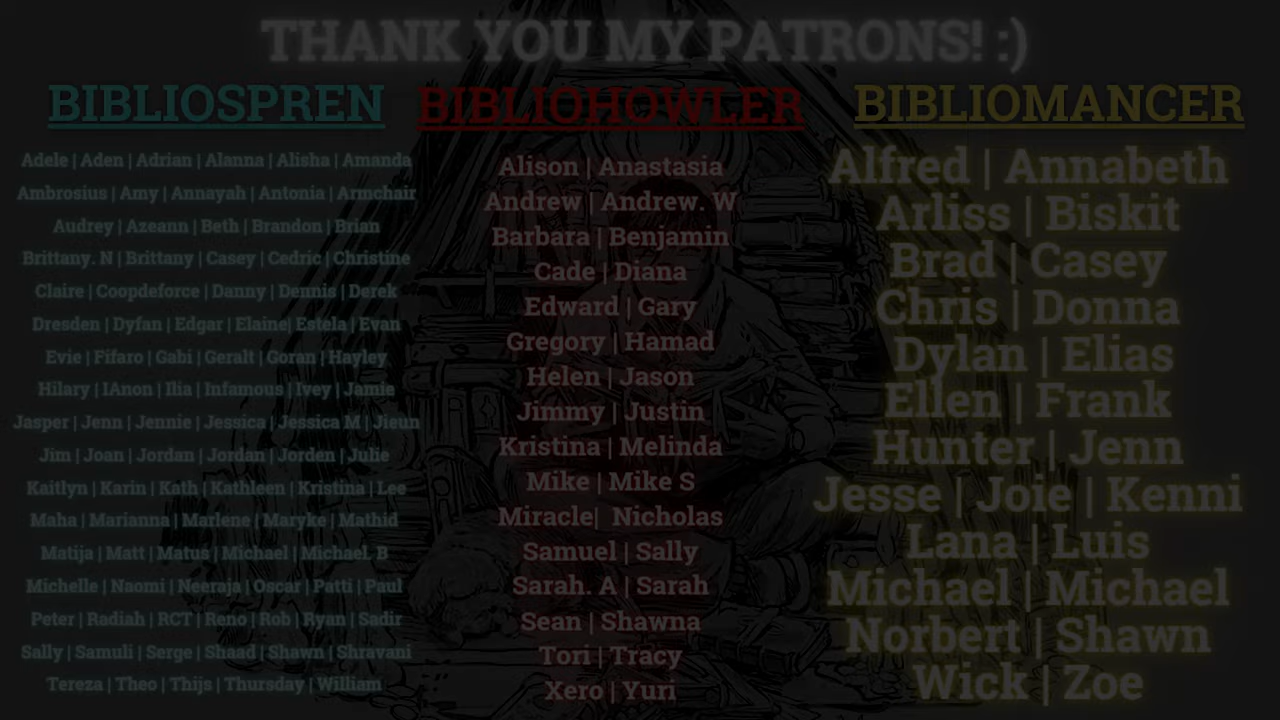 THANK YOU MY PATRONS! :)
BIBLIOSPREN
Adele | Aden | Adrian | Alanna | Alisha | Amanda
Ambrosius | Amy | Annayah | Antonia | Armchair
Audrey | Azeann | Beth | Brandon | Brian
Brittany. N | Brittany | Casey | Cedric | Christine
Claire | Coopdeforce | Danny | Dennis | Derek
Dresden | Dyfan | Edgar | Elaine| Estela | Evan
Evie | Fifaro | Gabi | Geralt | Goran | Hayley
Hilary | IAnon | Ilia | Infamous | Ivey | Jamie
Jasper | Jenn | Jennie | Jessica | Jessica M | Jieun
Jim | Joan | Jordan | Jordan | Jorden | Julie
Kaitlyn | Karin | Kath | Kathleen | Kristina | Lee
Maha | Marianna | Marlene | Maryke | Mathid
Matija | Matt | Matus | Michael | Michael. B
Michelle | Naomi | Neeraja | Oscar | Patti | Paul
Peter | Radiah | RCT | Reno | Rob | Ryan | Sadir
Sally | Samuli | Serge | Shaad | Shawn | Shravani
Tereza | Theo | Thijs | Thursday | William
BIBLIOHOWLER
Alison | Anastasia
Andrew | Andrew. W
Barbara | Benjamin
Cade | Diana
Edward | Gary
Gregory | Hamad
Helen | Jason
Jimmy | Justin
Kristina | Melinda
Mike | Mike S
Miracle| Nicholas
Samuel | Sally
Sarah. A | Sarah
Sean | Shawna
Tori | Tracy
Xero | Yuri
BIBLIOMANCER
Alfred | Annabeth
Arliss | Biskit
Brad | Casey
Chris | Donna
Dylan | Elias
Ellen | Frank
Hunter | Jenn
Jesse | Joie | Kenni
Lana | Luis
Michael | Michael
Norbert | Shawn
Wick | Zoe